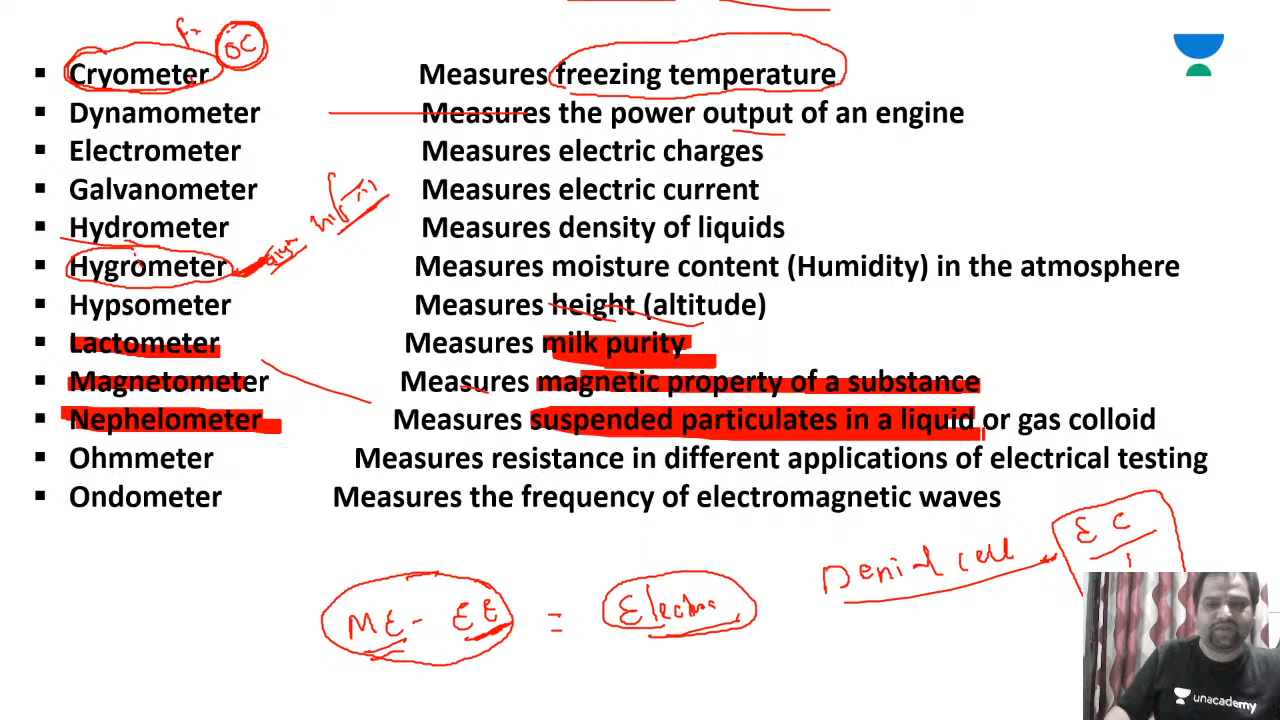 0C
▪ Cryometer Measures freezing temperature
▪ Dynamometer Measures the power output of an engine
▪ Electrometer Measures electric charges
▪ Galvanometer Measures electric current
▪ Hydrometer Measures density of liquids
▪ Hygrometer Measures moisture content (Humidity) in the atmosphere
▪ Hypsometer Measures height (altitude)
▪ Lactometer Measures milk purity
▪ Magnetometer Measures magnetic property of a substance
▪ Nephelometer Measures suspended particulates in a liquid or gas colloid
▪ Ohmmeter Measures resistance in different applications of electrical testing
▪ Ondometer Measures the frequency of electromagnetic waves
Denial cell
EC
ME - EE = Electric
unacademy